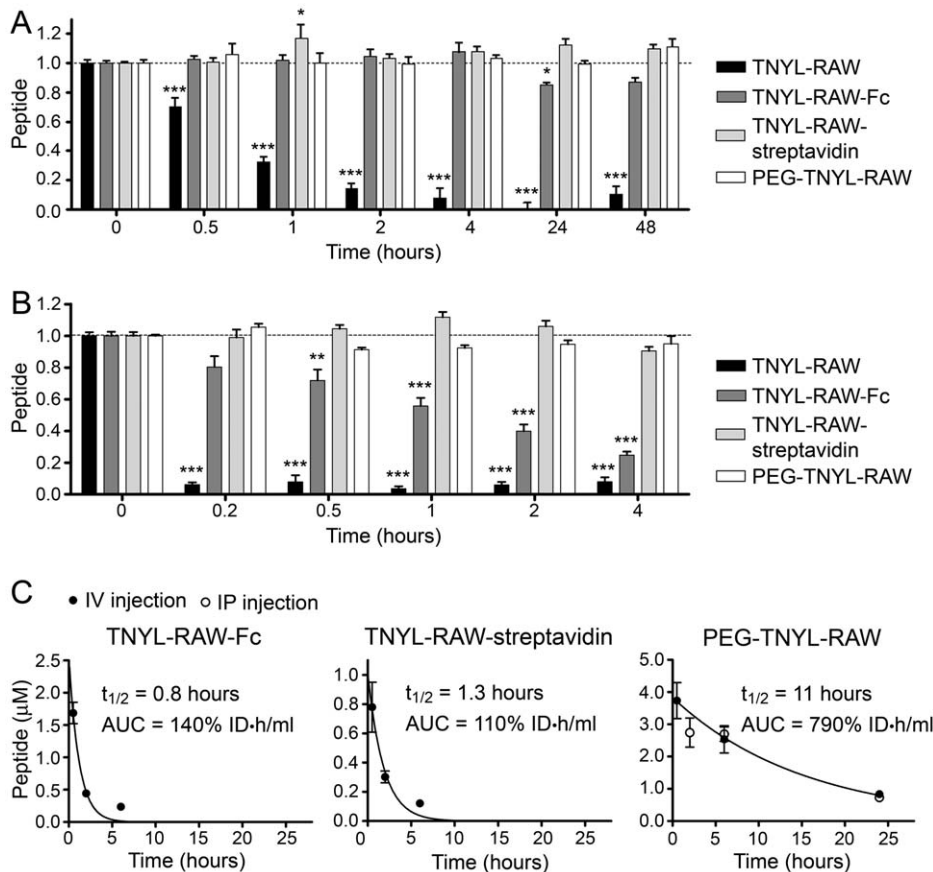 A
Peptide
1.2
1.0
0.8
0.6
0.4
0.2
0.0
***
***
*
***
***
***
*
***
0 0.5 1 2 4 24 48
Time (hours)
TNYL-RAW
TNYL-RAW-Fc
TNYL-RAW-
streptavidin
PEG-TNYL-RAW
B
Peptide
1.2
1.0
0.8
0.6
0.4
0.2
0.0
***
***
**
***
***
***
***
***
***
0 0.2 0.5 1 2 4
Time (hours)
TNYL-RAW
TNYL-RAW-Fc
TNYL-RAW-
streptavidin
PEG-TNYL-RAW
C
IV injection IP injection
TNYL-RAW-Fc
Peptide (μM)
2.5
2.0
1.5
1.0
0.5
0.0
t1/2 = 0.8 hours
AUC = 140% ID•h/ml
0 5 10 15 20 25
Time (hours)
TNYL-RAW-streptavidin
1.0
0.8
0.6
0.4
0.2
0.0
t1/2 = 1.3 hours
AUC = 110% ID•h/ml
0 5 10 15 20 25
Time (hours)
PEG-TNYL-RAW
5.0
4.0
3.0
2.0
1.0
0.0
t1/2 = 11 hours
AUC = 790% ID•h/ml
0 5 10 15 20 25
Time (hours)